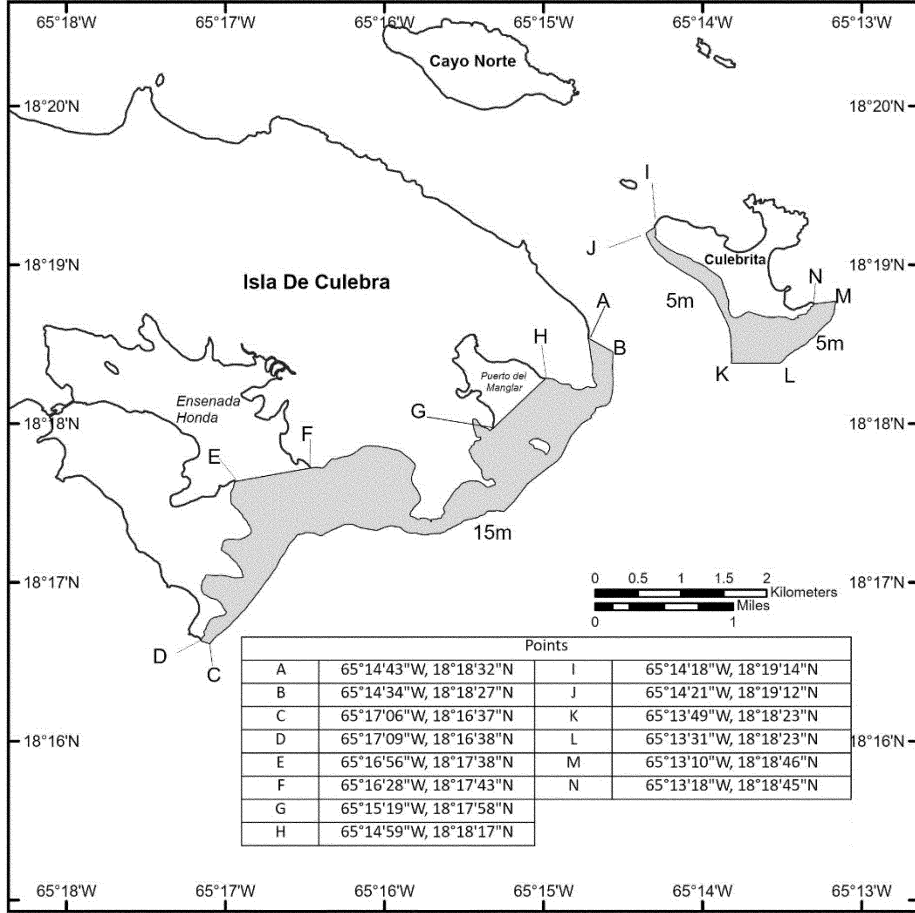 65°18'W 65°17'W 65°16'W 65°15'W 65°14'W 65°13'W
Cayo Norte
18°20'N 18°20'N
I
J
18°19'N 18°19'N
Culebrita
Isla De Culebra
5m
N
M
A
H
B
5m
K
L
Puerto del
Manglar
Ensenada
Honda
G
18°18'N 18°18'N
F
E
15m
18°17'N 18°17'N
0 0.5 1 1.5 2
Kilometers
Miles
0 1
D
C
Points
A 65°14'43"W, 18°18'32"N I 65°14'18"W, 18°19'14"N
B 65°14'34"W, 18°18'27"N J 65°14'21"W, 18°19'12"N
C 65°17'06"W, 18°16'37"N K 65°13'49"W, 18°18'23"N
D 65°17'09"W, 18°16'38"N L 65°13'31"W, 18°18'23"N
E 65°16'56"W, 18°17'38"N M 65°13'10"W, 18°18'46"N
F 65°16'28"W, 18°17'43"N N 65°13'18"W, 18°18'45"N
G 65°15'19"W, 18°17'58"N
H 65°14'59"W, 18°18'17"N
18°16'N 18°16'N
65°18'W 65°17'W 65°16'W 65°15'W 65°14'W 65°13'W